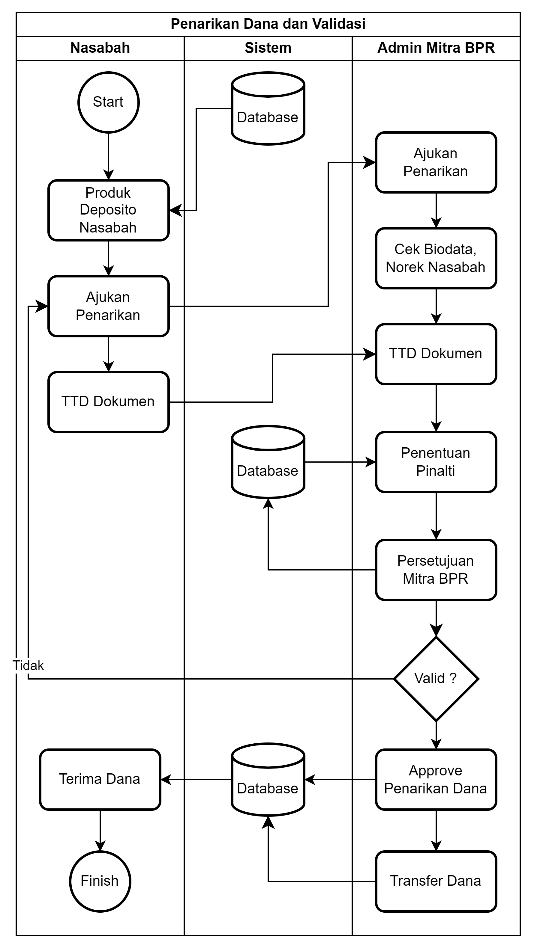 Penarikan Dana dan Validasi
Nasabah
Sistem
Admin Mitra BPR
Start
Database
Ajukan
Penarikan
Produk
Deposito
Nasabah
Cek Biodata,
Norek Nasabah
Ajukan
Penarikan
TTD Dokumen
TTD Dokumen
Database
Penentuan
Pinalti
Persetujuan
Mitra BPR
Valid ?
Tidak
Terima Dana
Database
Approve
Penarikan Dana
Finish
Transfer Dana